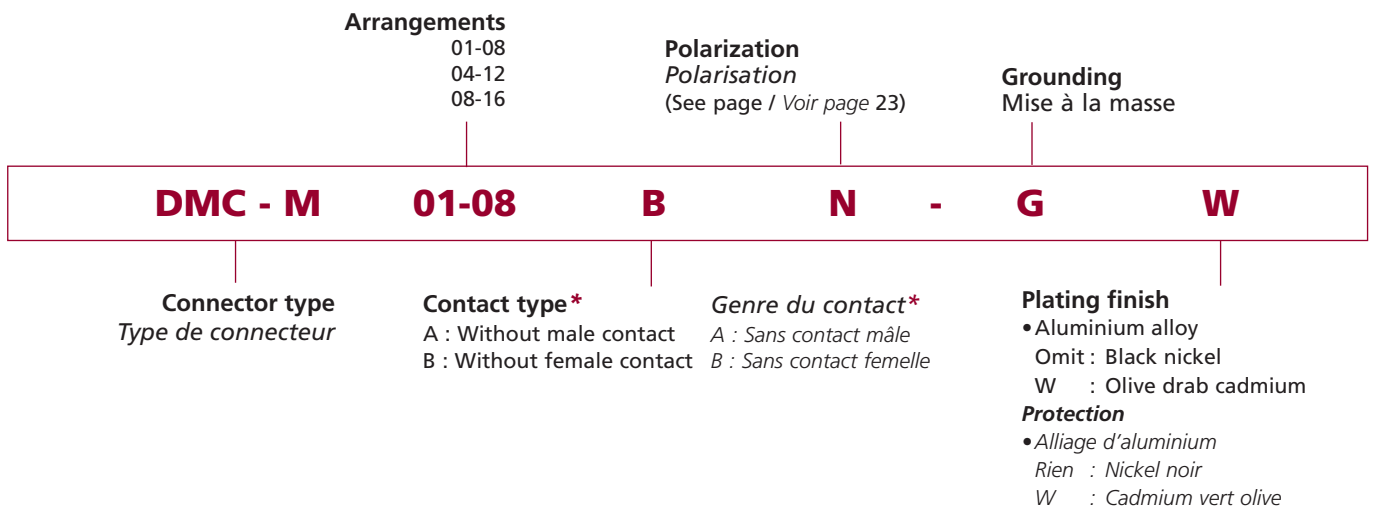 Arrangements
01-08
04-12
08-16
Polarization
Polarisation
(See page / Voir page 23)
Grounding
Mise à la masse
DMC - M 01-08 B N - G W
Connector type
Type de connecteur
Contact type*
A : Without male contact
B : Without female contact
Genre du contact*
A : Sans contact mâle
B : Sans contact femelle
Plating finish
•Aluminium alloy
Omit : Black nickel
W : Olive drab cadmium
Protection
•Alliage d'aluminium
Rien : Nickel noir
W : Cadmium vert olive